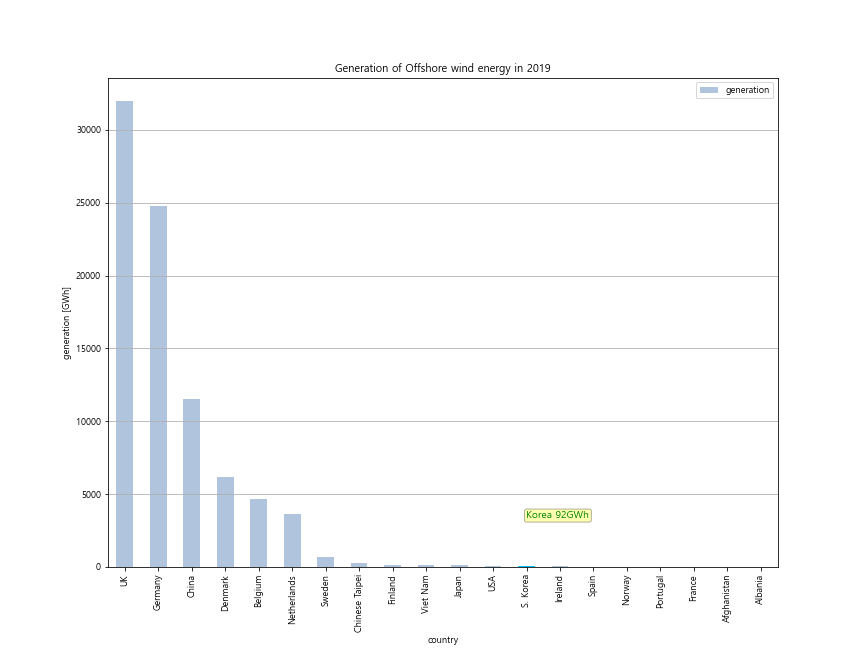 Generation of Offshore wind energy in 2019
generation
30000
25000
20000
15000
10000
5000
0
generation [GWh]
Korea 92GWh
UK
Germany
China
Denmark
Belgium
Netherlands
Sweden
Chinese Taipei
Finland
Viet Nam
Japan
USA
S. Korea
Ireland
Spain
Norway
Portugal
France
Afghanistan
Albania
country